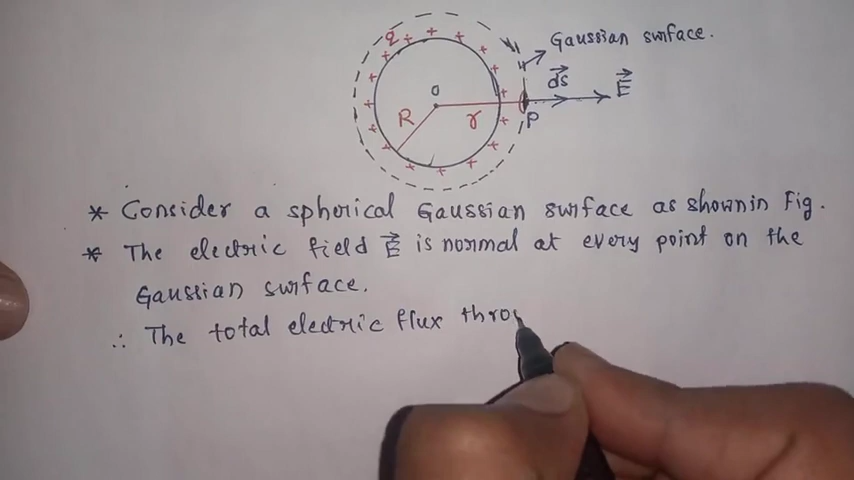 q
Gaussian surface.
ds
E
O
R
r
P
* Consider a spherical Gaussian surface as shown in Fig.
* The electric field E is normal at every point on the
Gaussian surface.
∴ The total electric flux throu